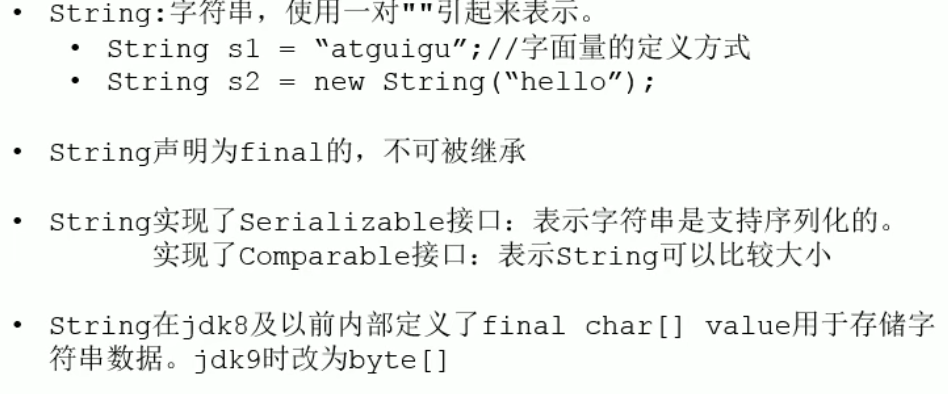 • String:字符串，使用一对""引起来表示。
• String s1 = “atguigu”;//字面量的定义方式
• String s2 = new String(“hello”);
• String声明为final的，不可被继承
• String实现了Serializable接口：表示字符串是支持序列化的。
实现了Comparable接口：表示String可以比较大小
• String在jdk8及以前内部定义了final char[] value用于存储字
符串数据。jdk9时改为byte[]